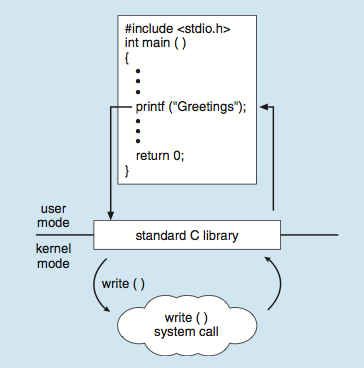 #include <stdio.h>
int main ( )
{
•
•
•
printf ("Greetings");
•
•
•
return 0;
}
user
mode
standard C library
kernel
mode
write ( )
write ( )
system call